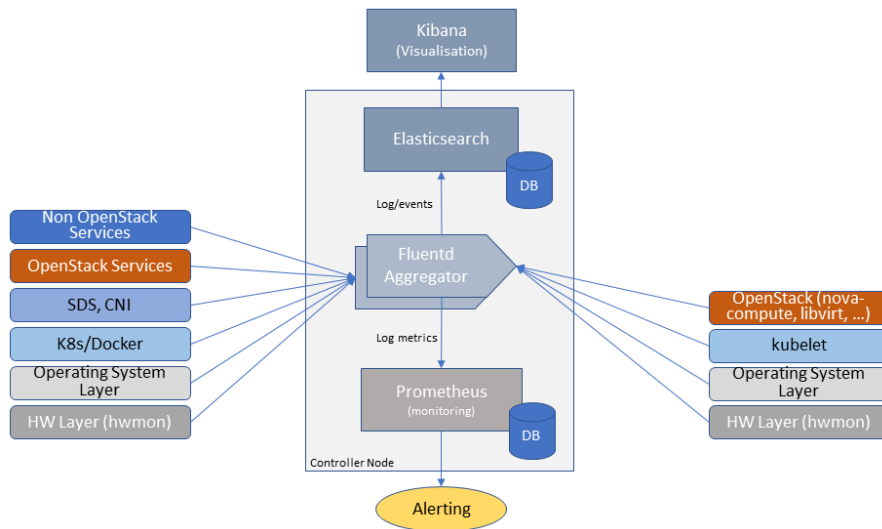 Kibana
(Visualisation)
Elasticsearch
DB
Log/events
Non OpenStack
Services
OpenStack Services
SDS, CNI
K8s/Docker
Operating System
Layer
HW Layer (hwmon)
Fluentd
Aggregator
OpenStack (nova-
compute, libvirt, ...)
kubelet
Operating System
Layer
HW Layer (hwmon)
Log metrics
Prometheus
(monitoring)
DB
Controller Node
Alerting